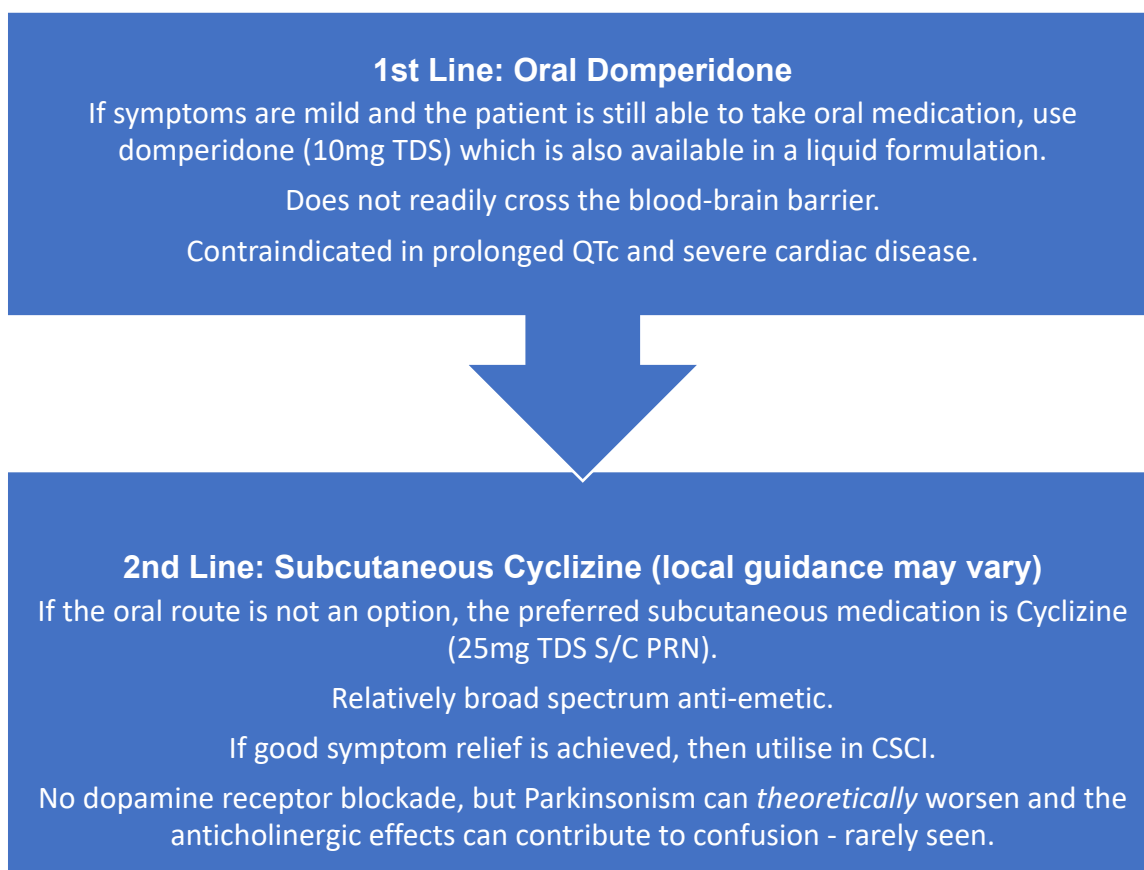 1st Line: Oral Domperidone
If symptoms are mild and the patient is still able to take oral medication, use
domperidone (10mg TDS) which is also available in a liquid formulation.
Does not readily cross the blood-brain barrier.
Contraindicated in prolonged QTc and severe cardiac disease.
2nd Line: Subcutaneous Cyclizine (local guidance may vary)
If the oral route is not an option, the preferred subcutaneous medication is Cyclizine
(25mg TDS S/C PRN).
Relatively broad spectrum anti-emetic.
If good symptom relief is achieved, then utilise in CSCI.
No dopamine receptor blockade, but Parkinsonism can theoretically worsen and the
anticholinergic effects can contribute to confusion - rarely seen.